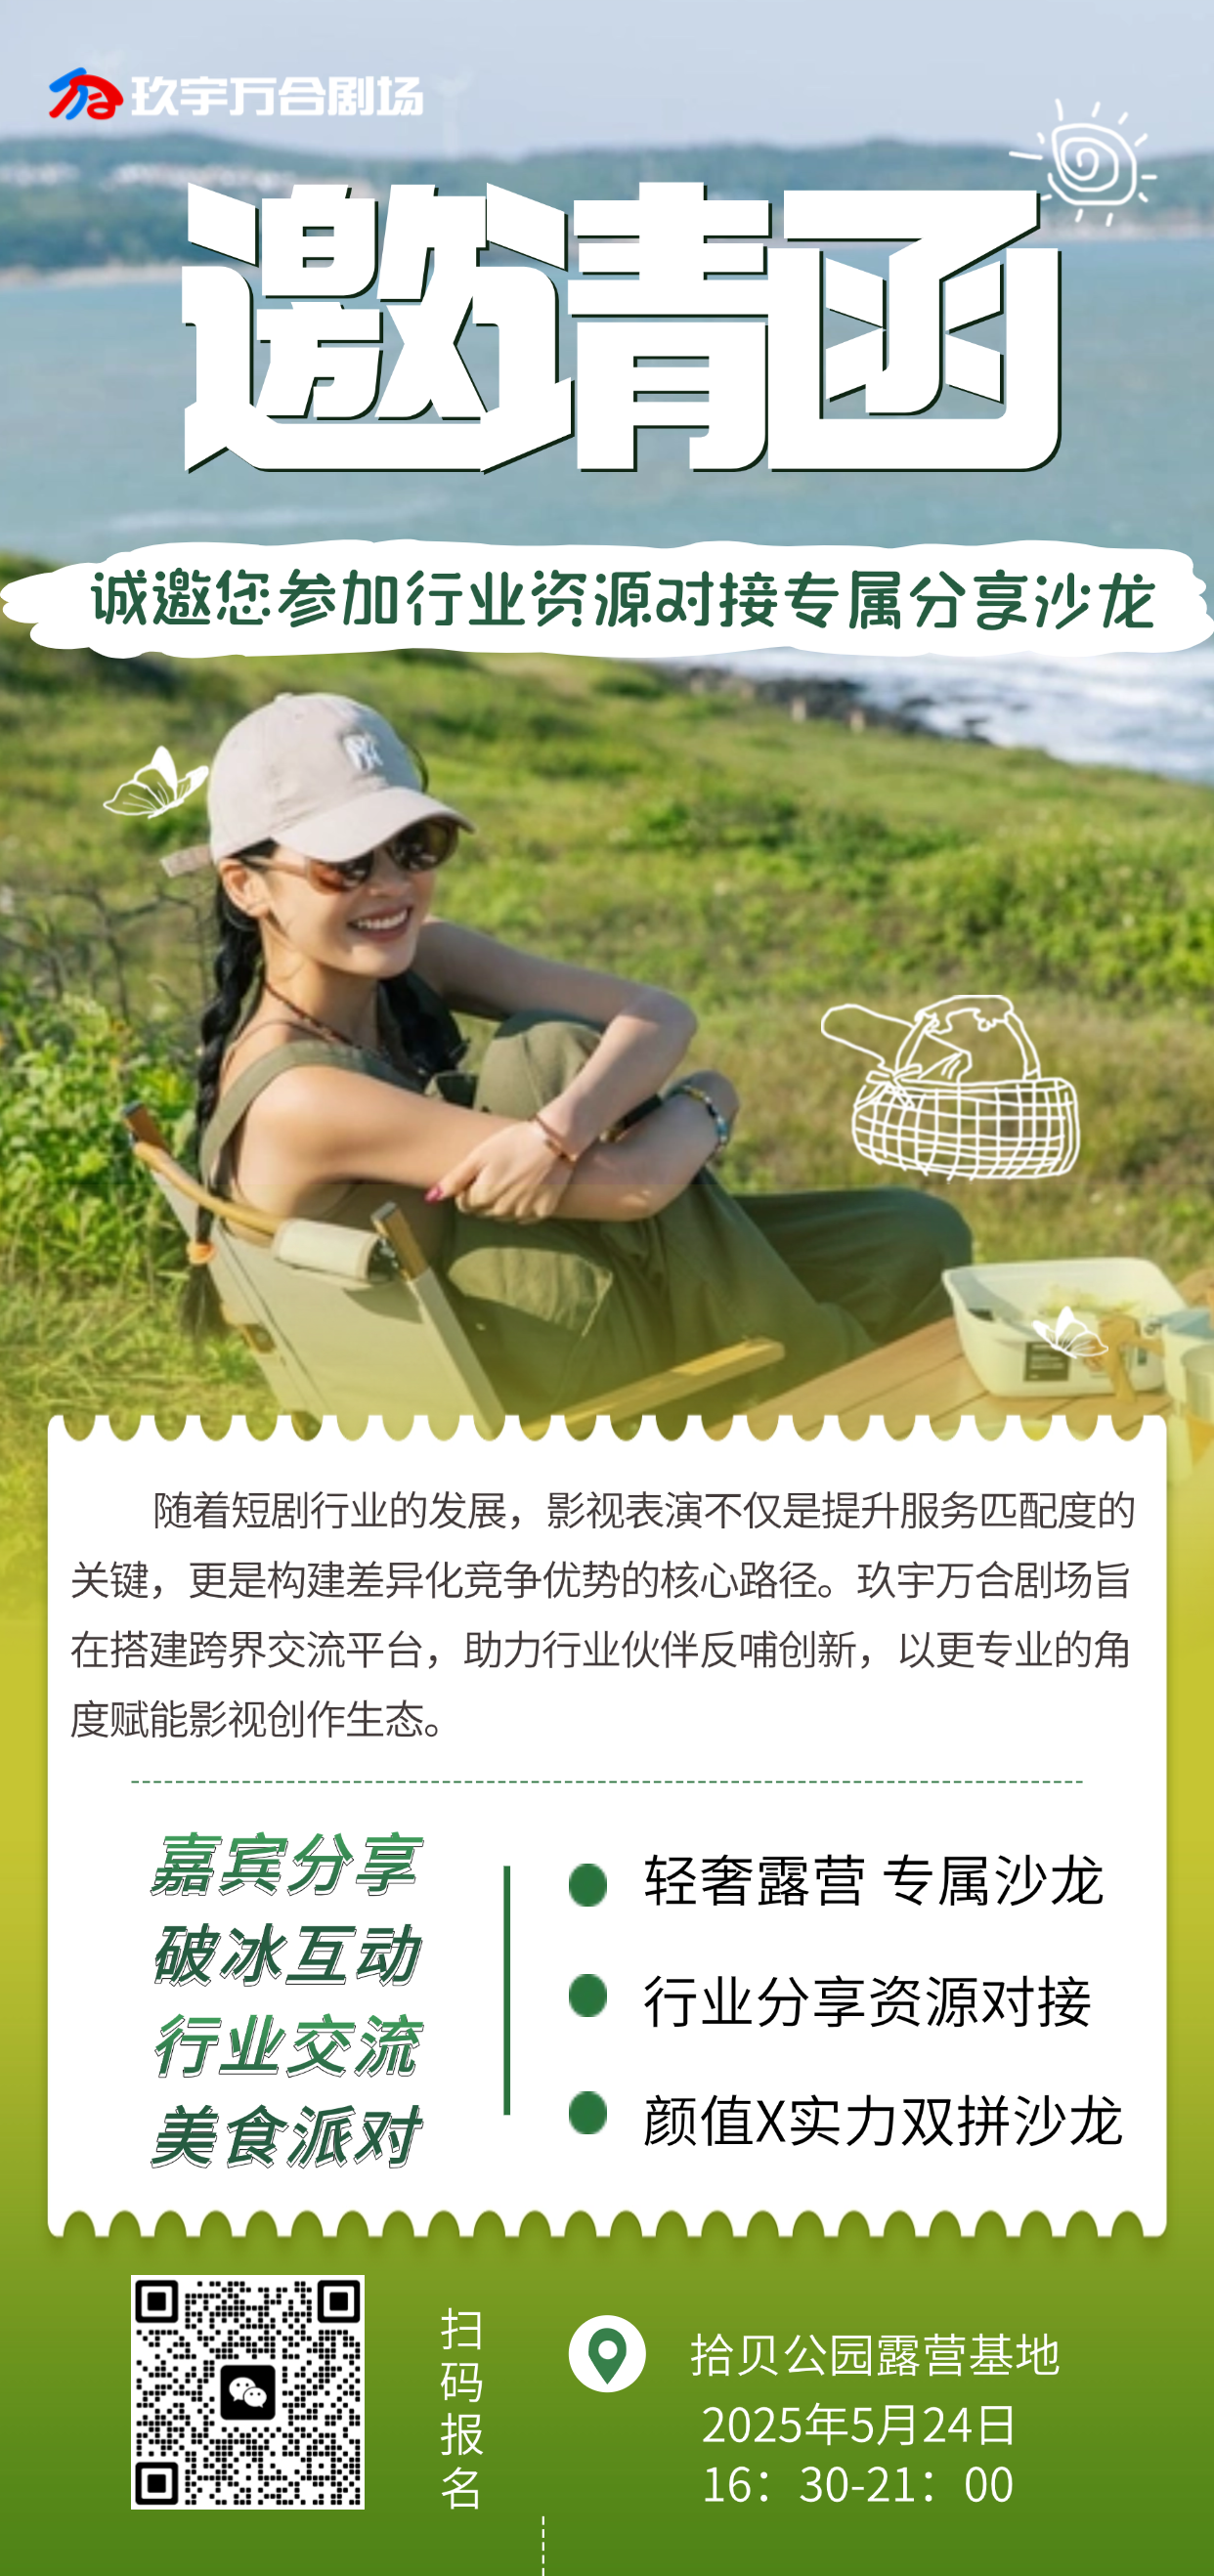 玖宇万合剧场
邀请函
诚邀您参加行业资源对接专属分享沙龙
随着短剧行业的发展，影视表演不仅是提升服务匹配度的
关键，更是构建差异化竞争优势的核心路径。玖宇万合剧场旨
在搭建跨界交流平台，助力行业伙伴反哺创新，以更专业的角
度赋能影视创作生态。
嘉宾分享
破冰互动
行业交流
美食派对
轻奢露营 专属沙龙
行业分享资源对接
颜值X实力双拼沙龙
扫码报名
拾贝公园露营基地
2025年5月24日
16：30-21：00